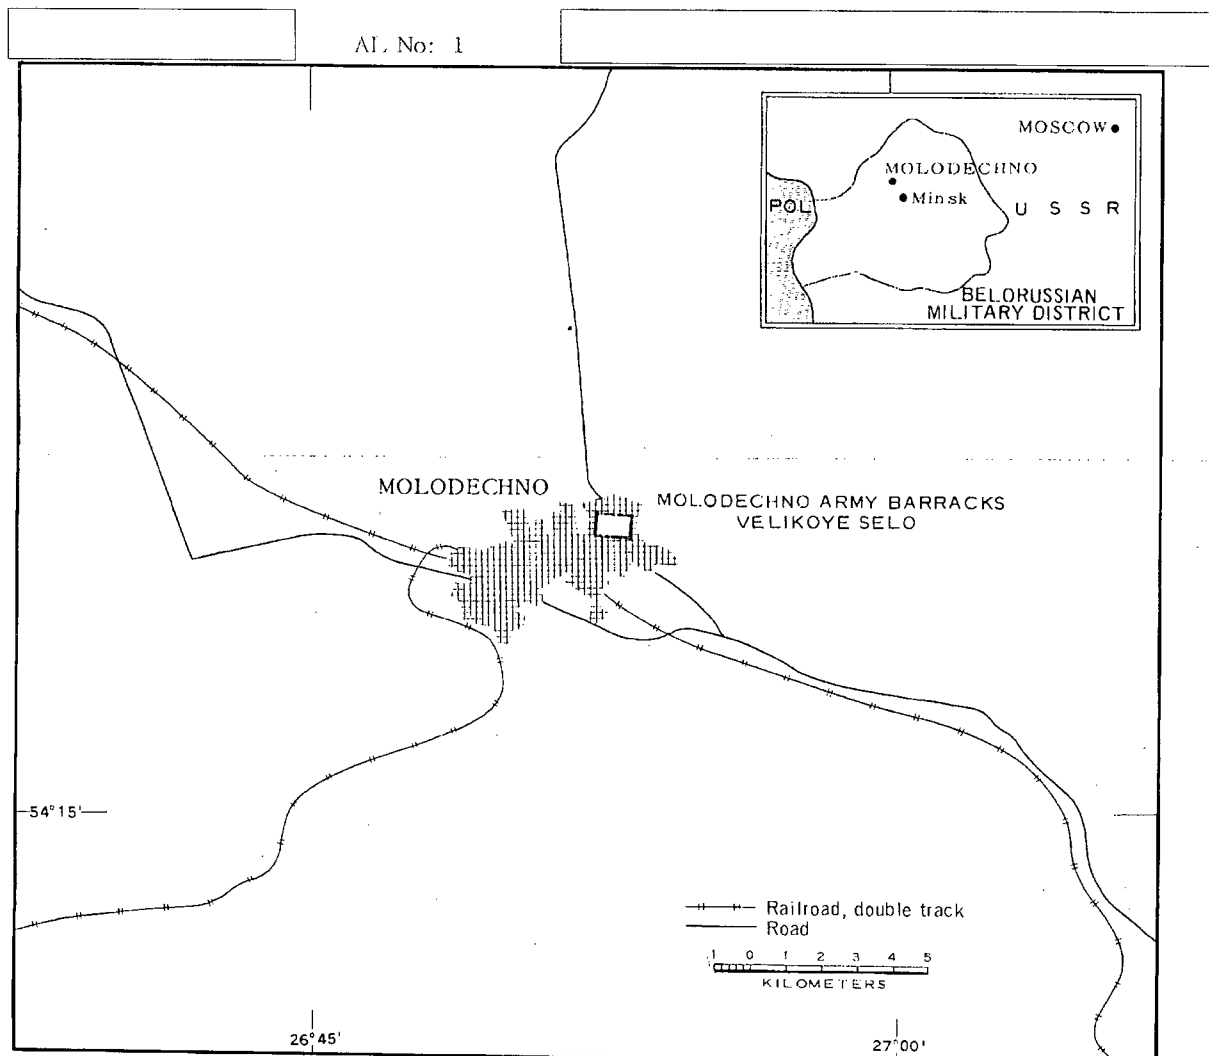 AL No: 1
MOSCOW
MOLODECHNO
POL
Minsk
U S S R
BELORUSSIAN
MILITARY DISTRICT
MOLODECHNO
MOLODECHNO ARMY BARRACKS
VELIKOYE SELO
54°15'
Railroad, double track
Road
1 0 1 2 3 4 5
KILOMETERS
26°45'
27°00'